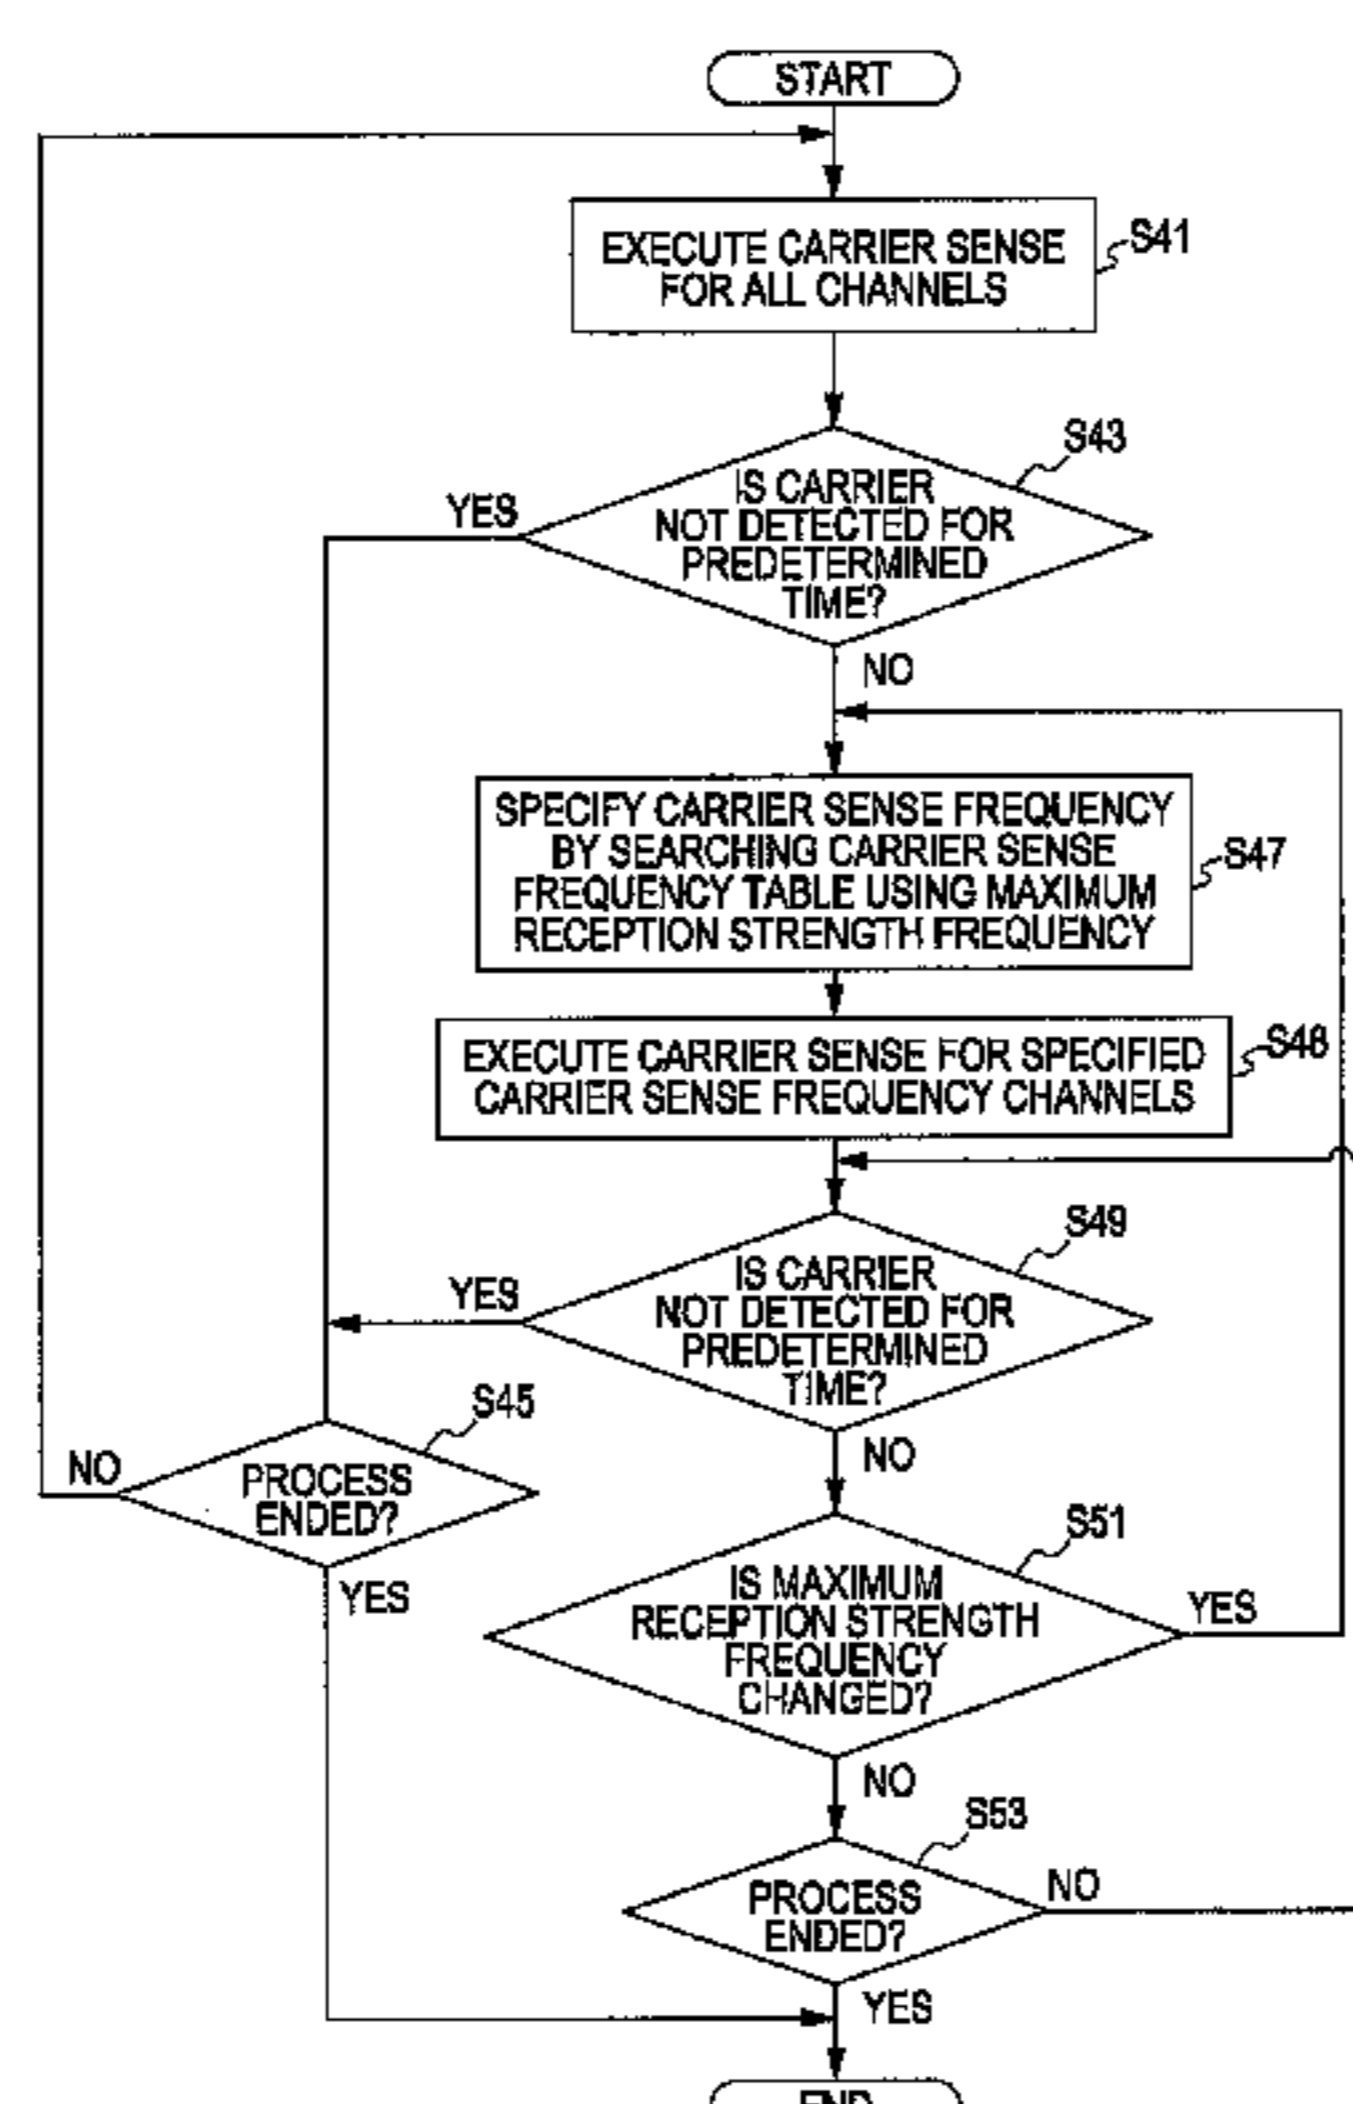 START
EXECUTE CARRIER SENSE
FOR ALL CHANNELS
S41
S43
IS CARRIER
NOT DETECTED FOR
PREDETERMINED
TIME?
YES
NO
SPECIFY CARRIER SENSE FREQUENCY
BY SEARCHING CARRIER SENSE
FREQUENCY TABLE USING MAXIMUM
RECEPTION STRENGTH FREQUENCY
S47
EXECUTE CARRIER SENSE FOR SPECIFIED
CARRIER SENSE FREQUENCY CHANNELS
S48
S49
IS CARRIER
NOT DETECTED FOR
PREDETERMINED
TIME?
YES
NO
S45
PROCESS
ENDED?
NO
YES
S51
IS MAXIMUM
RECEPTION STRENGTH
FREQUENCY
CHANGED?
YES
NO
S53
PROCESS
ENDED?
NO
YES
END